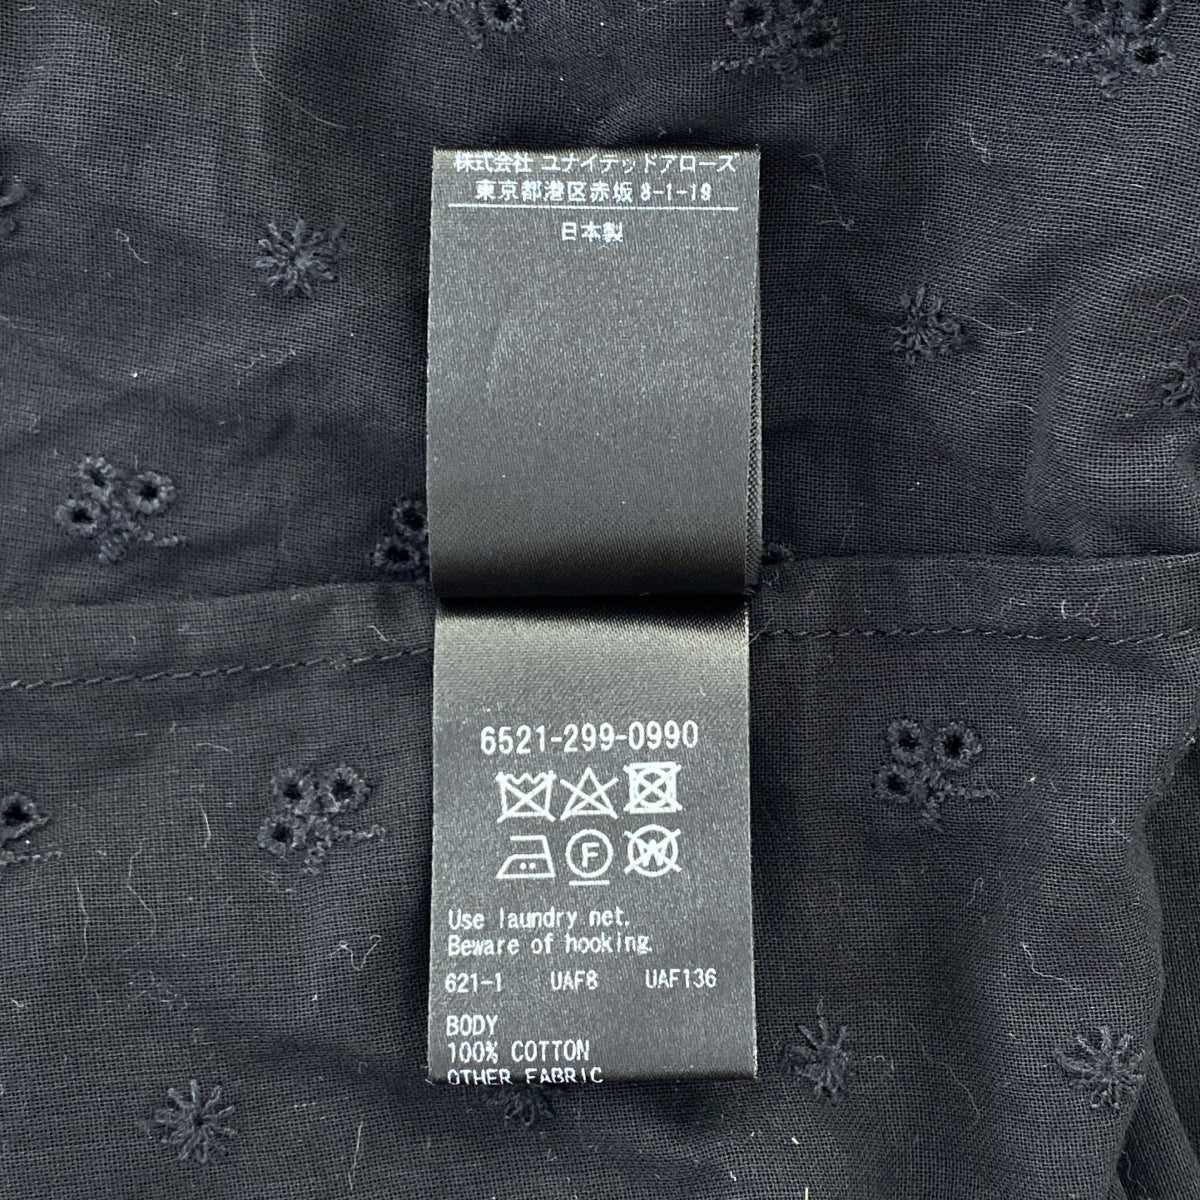 株式会社 ユナイテッドアローズ
東京都港区赤坂 8-1-19
日本製
6521-299-0990
F W
Use laundry net.
Beware of hooking.
621-1 UAF8 UAF136
BODY
100% COTTON
OTHER FABRIC